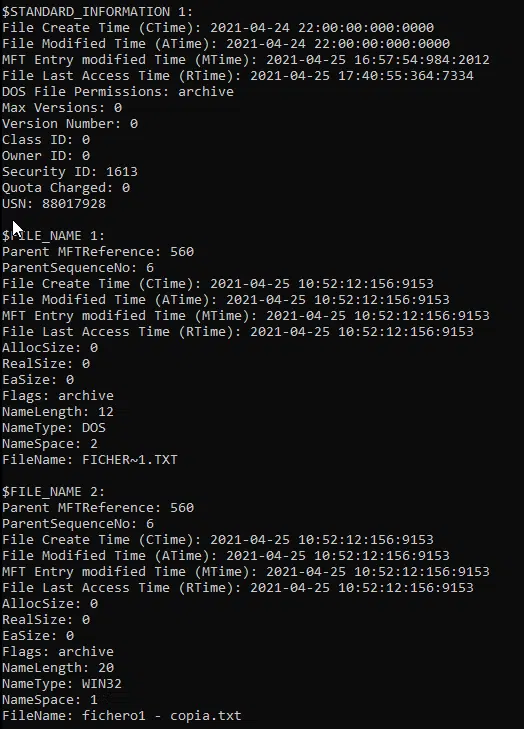 $STANDARD_INFORMATION 1:
File Create Time (CTime): 2021-04-24 22:00:00:000:0000
File Modified Time (ATime): 2021-04-24 22:00:00:000:0000
MFT Entry modified Time (MTime): 2021-04-25 16:57:54:984:2012
File Last Access Time (RTime): 2021-04-25 17:40:55:364:7334
DOS File Permissions: archive
Max Versions: 0
Version Number: 0
Class ID: 0
Owner ID: 0
Security ID: 1613
Quota Charged: 0
USN: 88017928
$FILE_NAME 1:
Parent MFTReference: 560
ParentSequenceNo: 6
File Create Time (CTime): 2021-04-25 10:52:12:156:9153
File Modified Time (ATime): 2021-04-25 10:52:12:156:9153
MFT Entry modified Time (MTime): 2021-04-25 10:52:12:156:9153
File Last Access Time (RTime): 2021-04-25 10:52:12:156:9153
AllocSize: 0
RealSize: 0
EaSize: 0
Flags: archive
NameLength: 12
NameType: DOS
NameSpace: 2
FileName: FICHER~1.TXT
$FILE_NAME 2:
Parent MFTReference: 560
ParentSequenceNo: 6
File Create Time (CTime): 2021-04-25 10:52:12:156:9153
File Modified Time (ATime): 2021-04-25 10:52:12:156:9153
MFT Entry modified Time (MTime): 2021-04-25 10:52:12:156:9153
File Last Access Time (RTime): 2021-04-25 10:52:12:156:9153
AllocSize: 0
RealSize: 0
EaSize: 0
Flags: archive
NameLength: 20
NameType: WIN32
NameSpace: 1
FileName: fichero1 - copia.txt